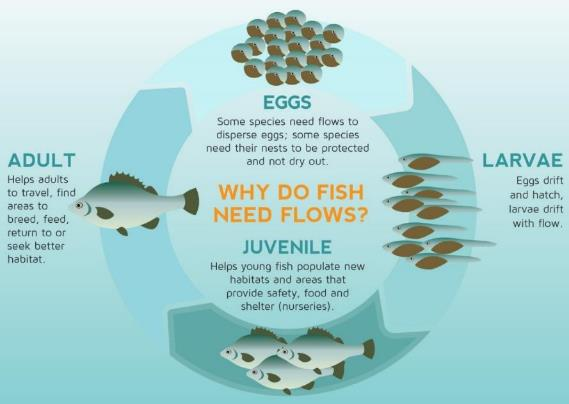 EGGS
Some species need flows to
disperse eggs; some species
need their nests to be protected
and not dry out.
ADULT
Helps adults
to travel, find
areas to
breed, feed,
return to or
seek better
habitat.
WHY DO FISH
NEED FLOWS?
LARVAE
Eggs drift
and hatch,
larvae drift
with flow.
JUVENILE
Helps young fish populate new
habitats and areas that
provide safety, food and
shelter (nurseries).